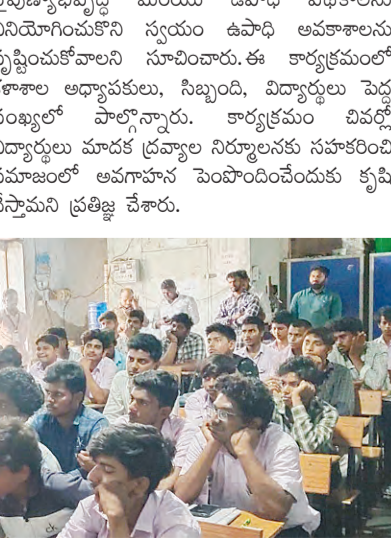 మరియు ఉపాధి పథకాలను
వినియోగించుకొని స్వయం ఉపాధి అవకాశాలను
సృష్టించుకోవాలని సూచించారు. ఈ కార్యక్రమంలో
కళాశాల అధ్యాపకులు, సిబ్బంది, విద్యార్థులు పెద్ద
సంఖ్యలో పాల్గొన్నారు. కార్యక్రమం చివర్లో
విద్యార్థులు మాదక ద్రవ్యాల నిర్మూలనకు సహకరించి
సమాజంలో అవగాహన పెంపొందించేందుకు కృషి
చేస్తామని ప్రతిజ్ఞ చేశారు.